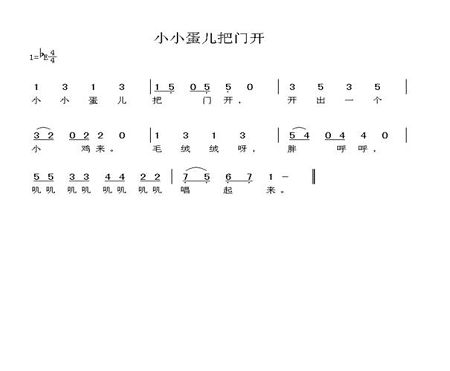 小小蛋儿把门开
1=♭E 4/4
1 3 1 3 | 1 5 0 5 5 0 | 3 5 3 5 |
小 小 蛋 儿 把 门 开， 开 出 一 个
3 2 0 2 2 0 | 1 3 1 3 | 5 4 0 4 4 0 |
小 鸡 来。 毛 绒 绒 呀， 胖 呼 呼，
5 5 3 3 4 4 2 2 | 7 5 6 7 1 — ‖
叽叽 叽叽 叽叽 叽叽 唱 起 来。